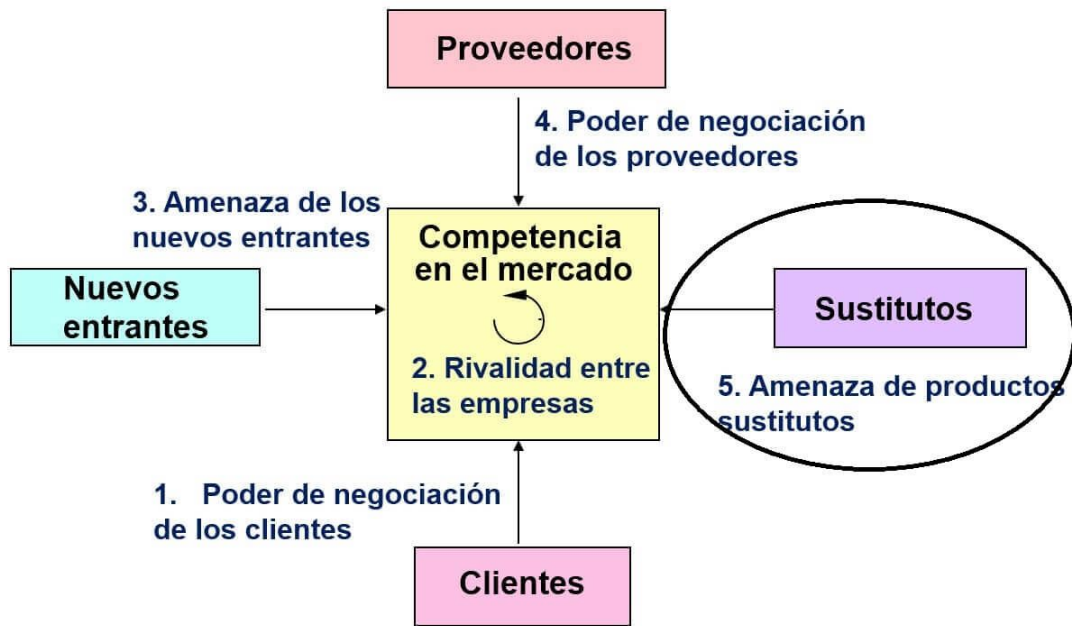 Proveedores
4. Poder de negociación
de los proveedores
3. Amenaza de los
nuevos entrantes
Competencia
en el mercado
Nuevos
entrantes
Sustitutos
2. Rivalidad entre
las empresas
5. Amenaza de productos
sustitutos
1. Poder de negociación
de los clientes
Clientes